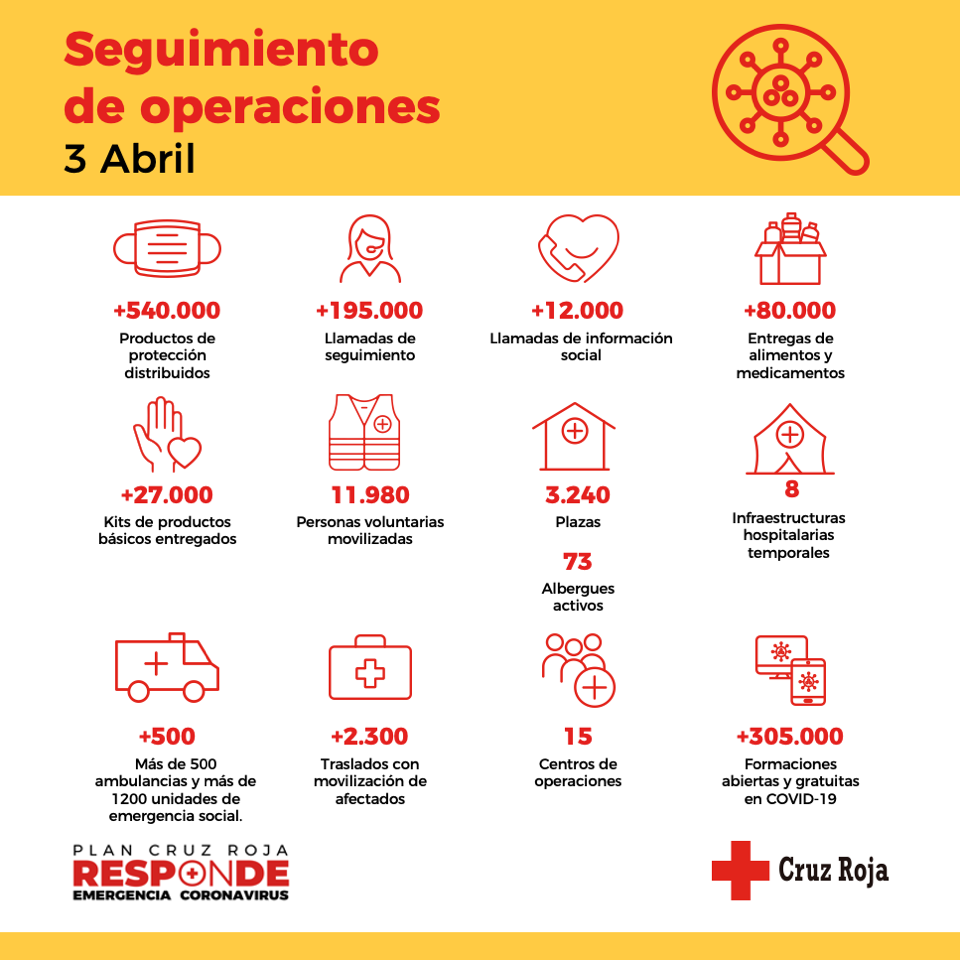 Seguimiento
de operaciones
3 Abril
+540.000
Productos de
protección
distribuidos
+195.000
Llamadas de
seguimiento
+12.000
Llamadas de información
social
+80.000
Entregas de
alimentos y
medicamentos
+27.000
Kits de productos
básicos entregados
11.980
Personas voluntarias
movilizadas
3.240
Plazas
73
Albergues
activos
8
Infraestructuras
hospitalarias
temporales
+500
Más de 500
ambulancias y más de
1200 unidades de
emergencia social.
+2.300
Traslados con
movilización de
afectados
15
Centros de
operaciones
+305.000
Formaciones
abiertas y gratuitas
en COVID-19
PLAN CRUZ ROJA
RESPONDE
EMERGENCIA CORONAVIRUS
Cruz Roja